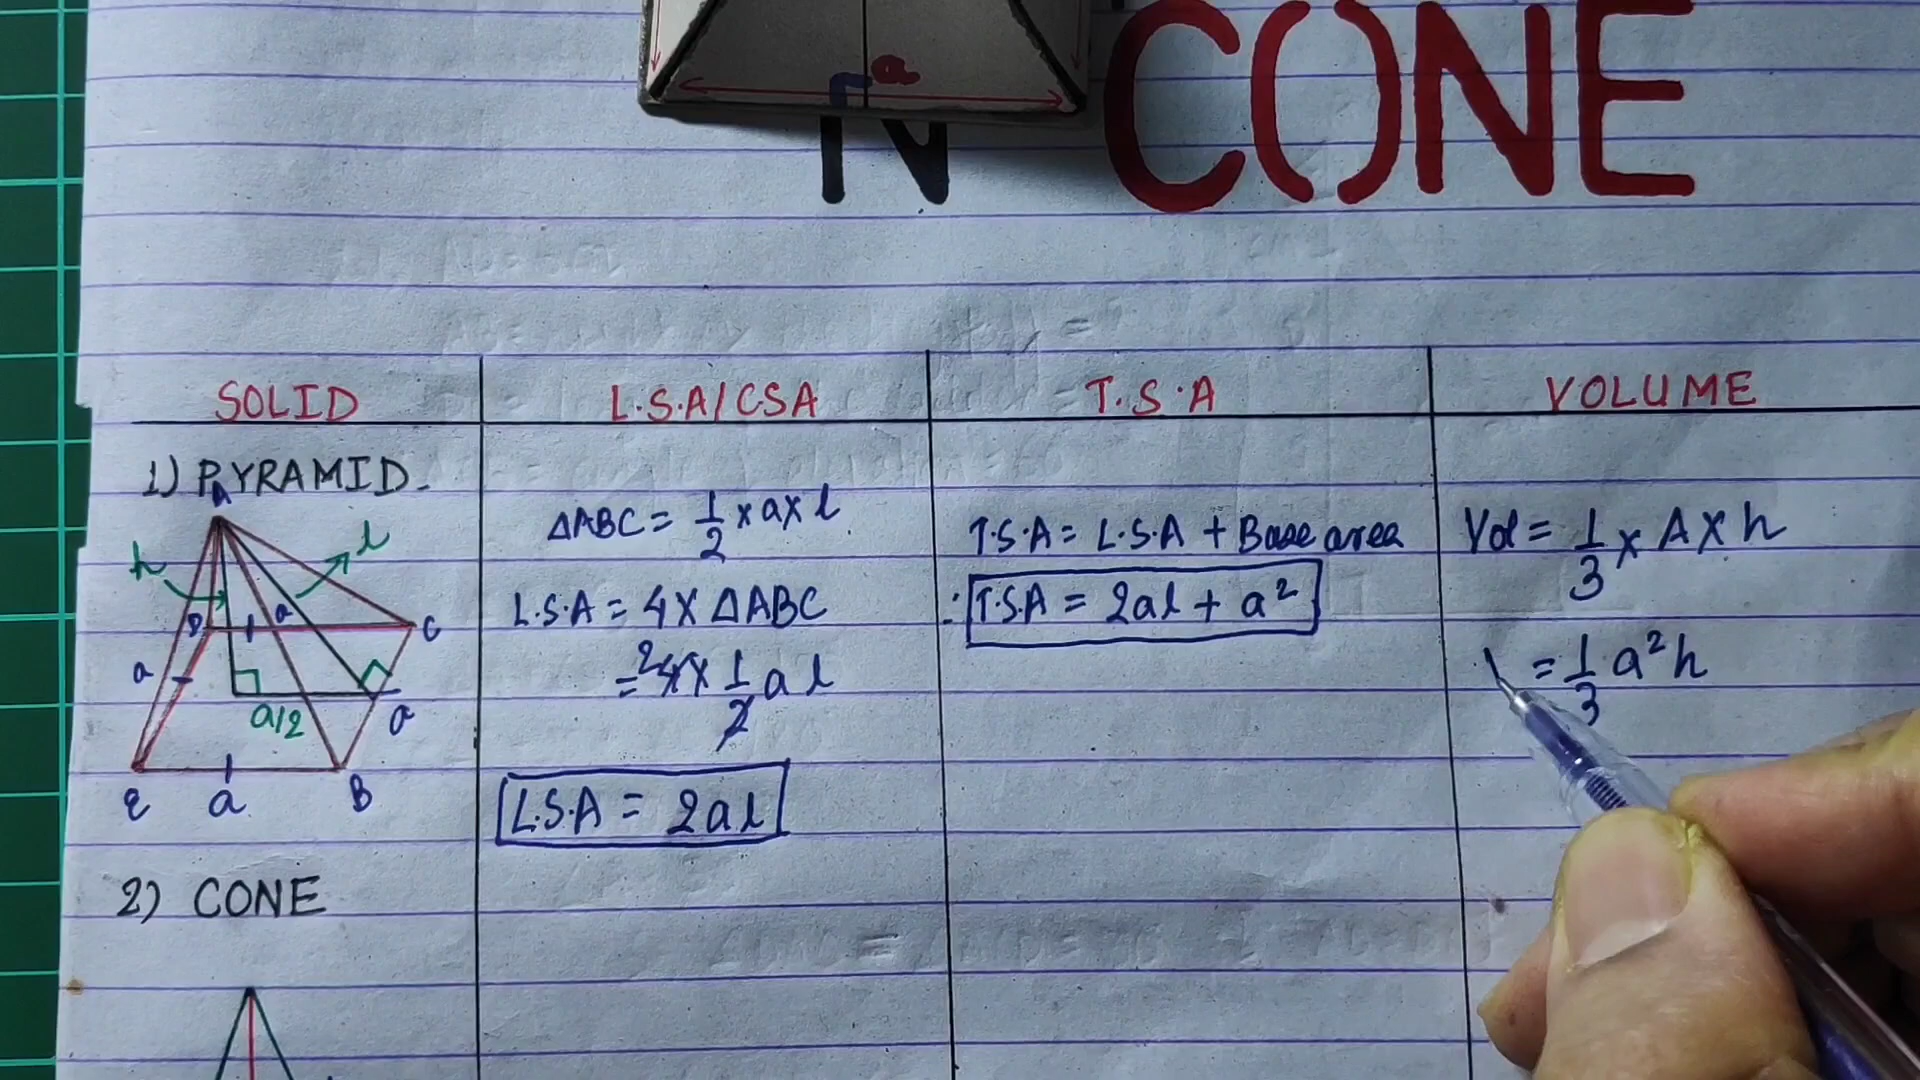 a
N CONE
SOLID L.S.A/CSA T.S.A VOLUME
1) PYRAMID
A
h l
D a C
a
a/2 a
E a B
ΔABC = 1/2 × a × l
L.S.A = 4 × ΔABC
= 2 4 × 1/2 a l
L.S.A = 2al
T.S.A = L.S.A + Base area
∴ T.S.A = 2al + a²
Vol = 1/3 × A × h
= 1/3 a²h
2) CONE